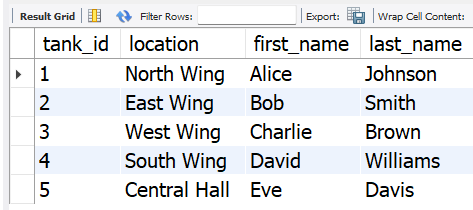 Result Grid Filter Rows: Export: Wrap Cell Content:
tank_id location first_name last_name
1 North Wing Alice Johnson
2 East Wing Bob Smith
3 West Wing Charlie Brown
4 South Wing David Williams
5 Central Hall Eve Davis